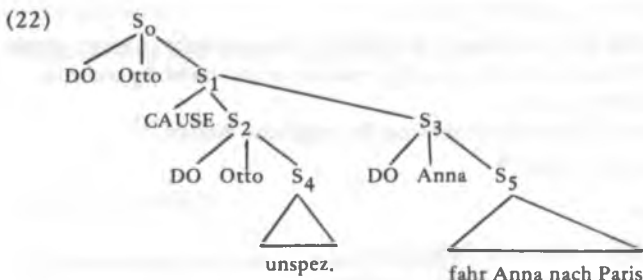 (22)
S₀
DO Otto S₁
CAUSE S₂ S₃
DO Otto S₄ DO Anna S₅
unspez. fahr Anna nach Paris